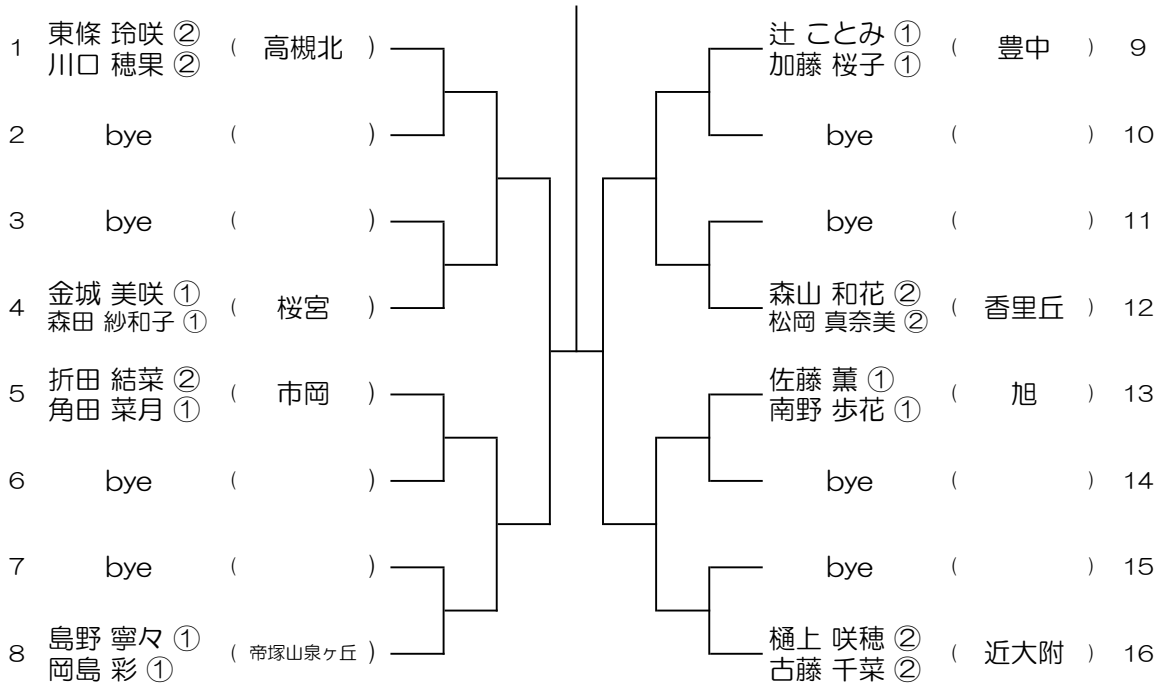 1 東條 玲咲 ② ( 高槻北 )
川口 穂果 ②
2 bye ( )
3 bye ( )
4 金城 美咲 ① ( 桜宮 )
森田 紗和子 ①
5 折田 結菜 ② ( 市岡 )
角田 菜月 ①
6 bye ( )
7 bye ( )
8 島野 寧々 ① ( 帝塚山泉ヶ丘 )
岡島 彩 ①
辻 ことみ ① ( 豊中 ) 9
加藤 桜子 ①
bye ( ) 10
bye ( ) 11
森山 和花 ② ( 香里丘 ) 12
松岡 真奈美 ②
佐藤 薫 ① ( 旭 ) 13
南野 歩花 ①
bye ( ) 14
bye ( ) 15
樋上 咲穂 ② ( 近大附 ) 16
古藤 千菜 ②